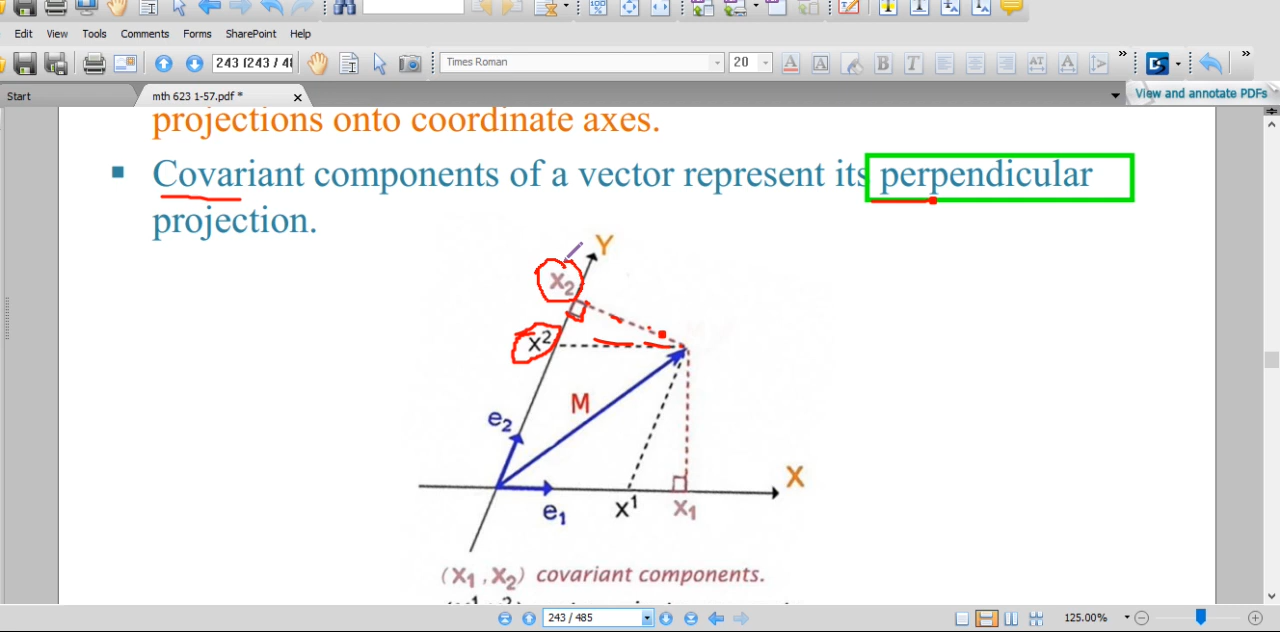 Edit View Tools Comments Forms SharePoint Help
243 (243 / 48
Times Roman 20
Start mth 623 1-57.pdf * View and annotate PDFs
projections onto coordinate axes.
Covariant components of a vector represent its perpendicular
projection.
Y
X₂
X²
M
e₂
X
e₁ X¹ X₁
(X₁, X₂) covariant components.
243 / 485 125.00%